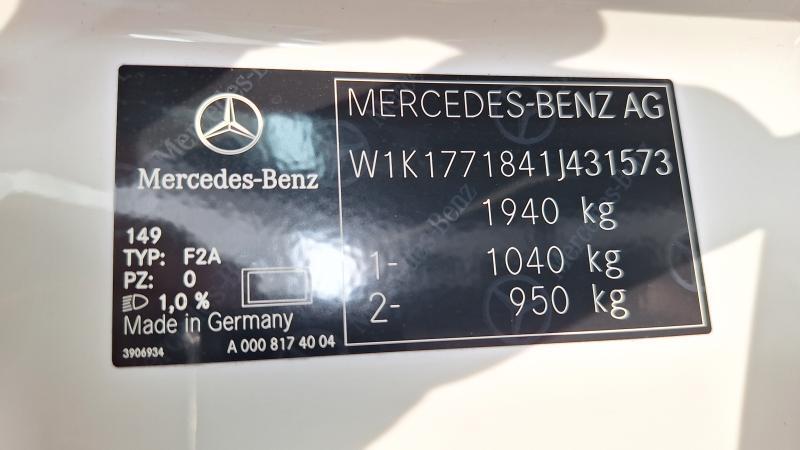 Mercedes-Benz
149
TYP: F2A
PZ: 0
1,0 %
Made in Germany
3906934 A 000 817 40 04
MERCEDES-BENZ AG
W1K1771841J431573
1940 kg
1- 1040 kg
2- 950 kg